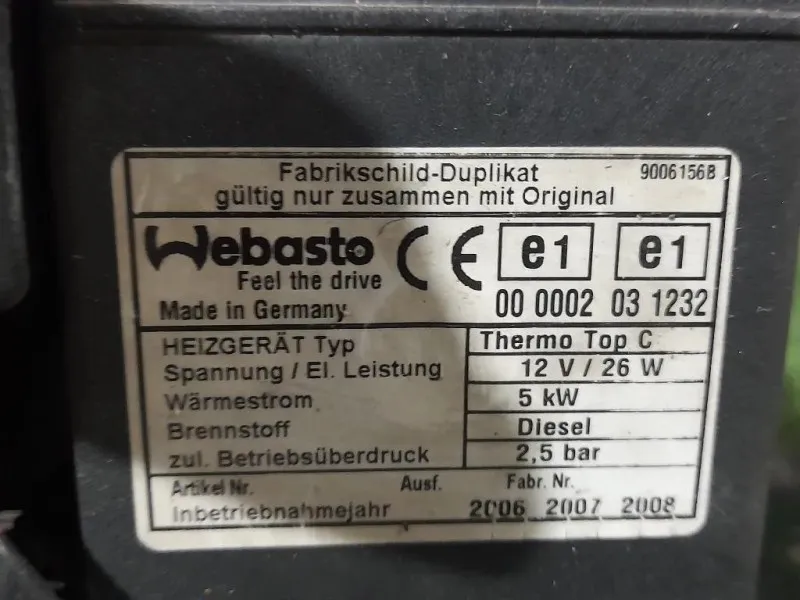 Fabrikschild-Duplikat 9006156B
gültig nur zusammen mit Original
Webasto CE e1 e1
Feel the drive
Made in Germany 00 0002 03 1232
HEIZGERÄT Typ Thermo Top C
Spannung / El. Leistung 12 V / 26 W
Wärmestrom 5 kW
Brennstoff Diesel
zul. Betriebsüberdruck 2,5 bar
Artikel Nr. Ausf. Fabr. Nr.
Inbetriebnahmejahr 2006 2007 2008